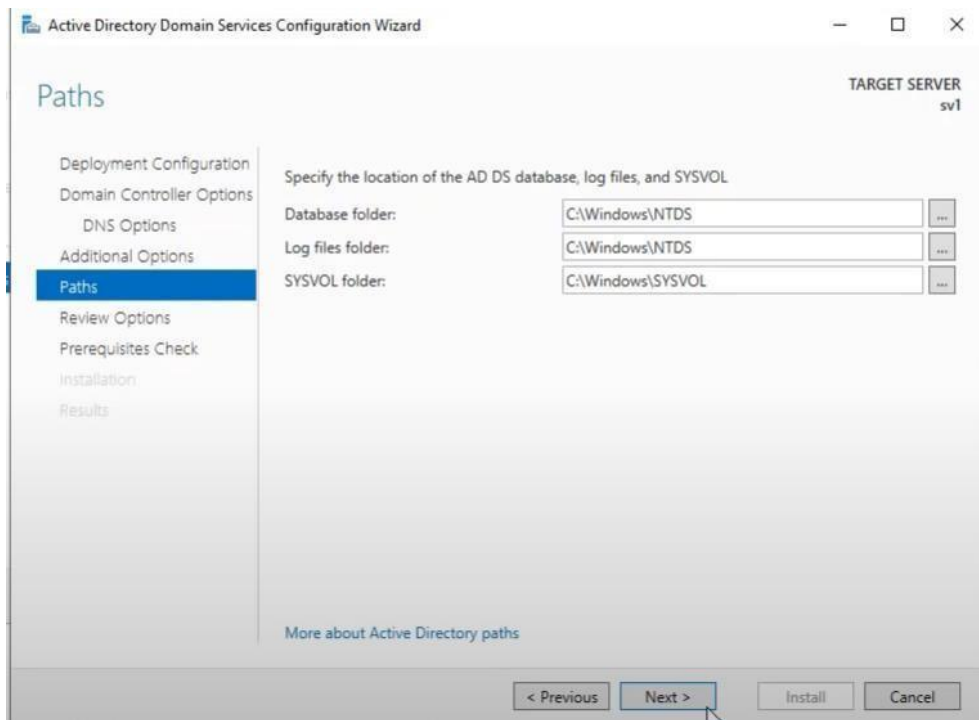 Active Directory Domain Services Configuration Wizard
Paths
TARGET SERVER
sv1
Deployment Configuration
Domain Controller Options
DNS Options
Additional Options
Paths
Review Options
Prerequisites Check
Installation
Results
Specify the location of the AD DS database, log files, and SYSVOL
Database folder: C:\Windows\NTDS ...
Log files folder: C:\Windows\NTDS ...
SYSVOL folder: C:\Windows\SYSVOL ...
More about Active Directory paths
< Previous Next > Install Cancel